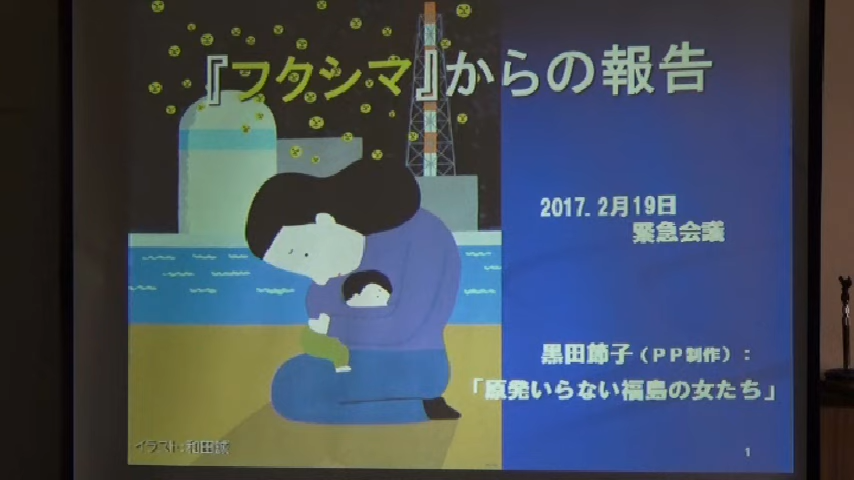 『フクシマ』からの報告
2017. 2月19日
緊急会議
黒田節子（ＰＰ制作）:
「原発いらない福島の女たち」
イラスト:和田誠
1